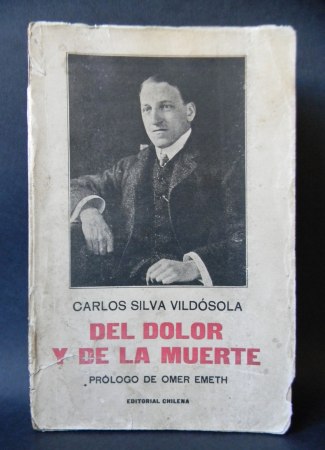 CARLOS SILVA VILDÓSOLA
DEL DOLOR
Y DE LA MUERTE
PRÓLOGO DE OMER EMETH
EDITORIAL CHILENA